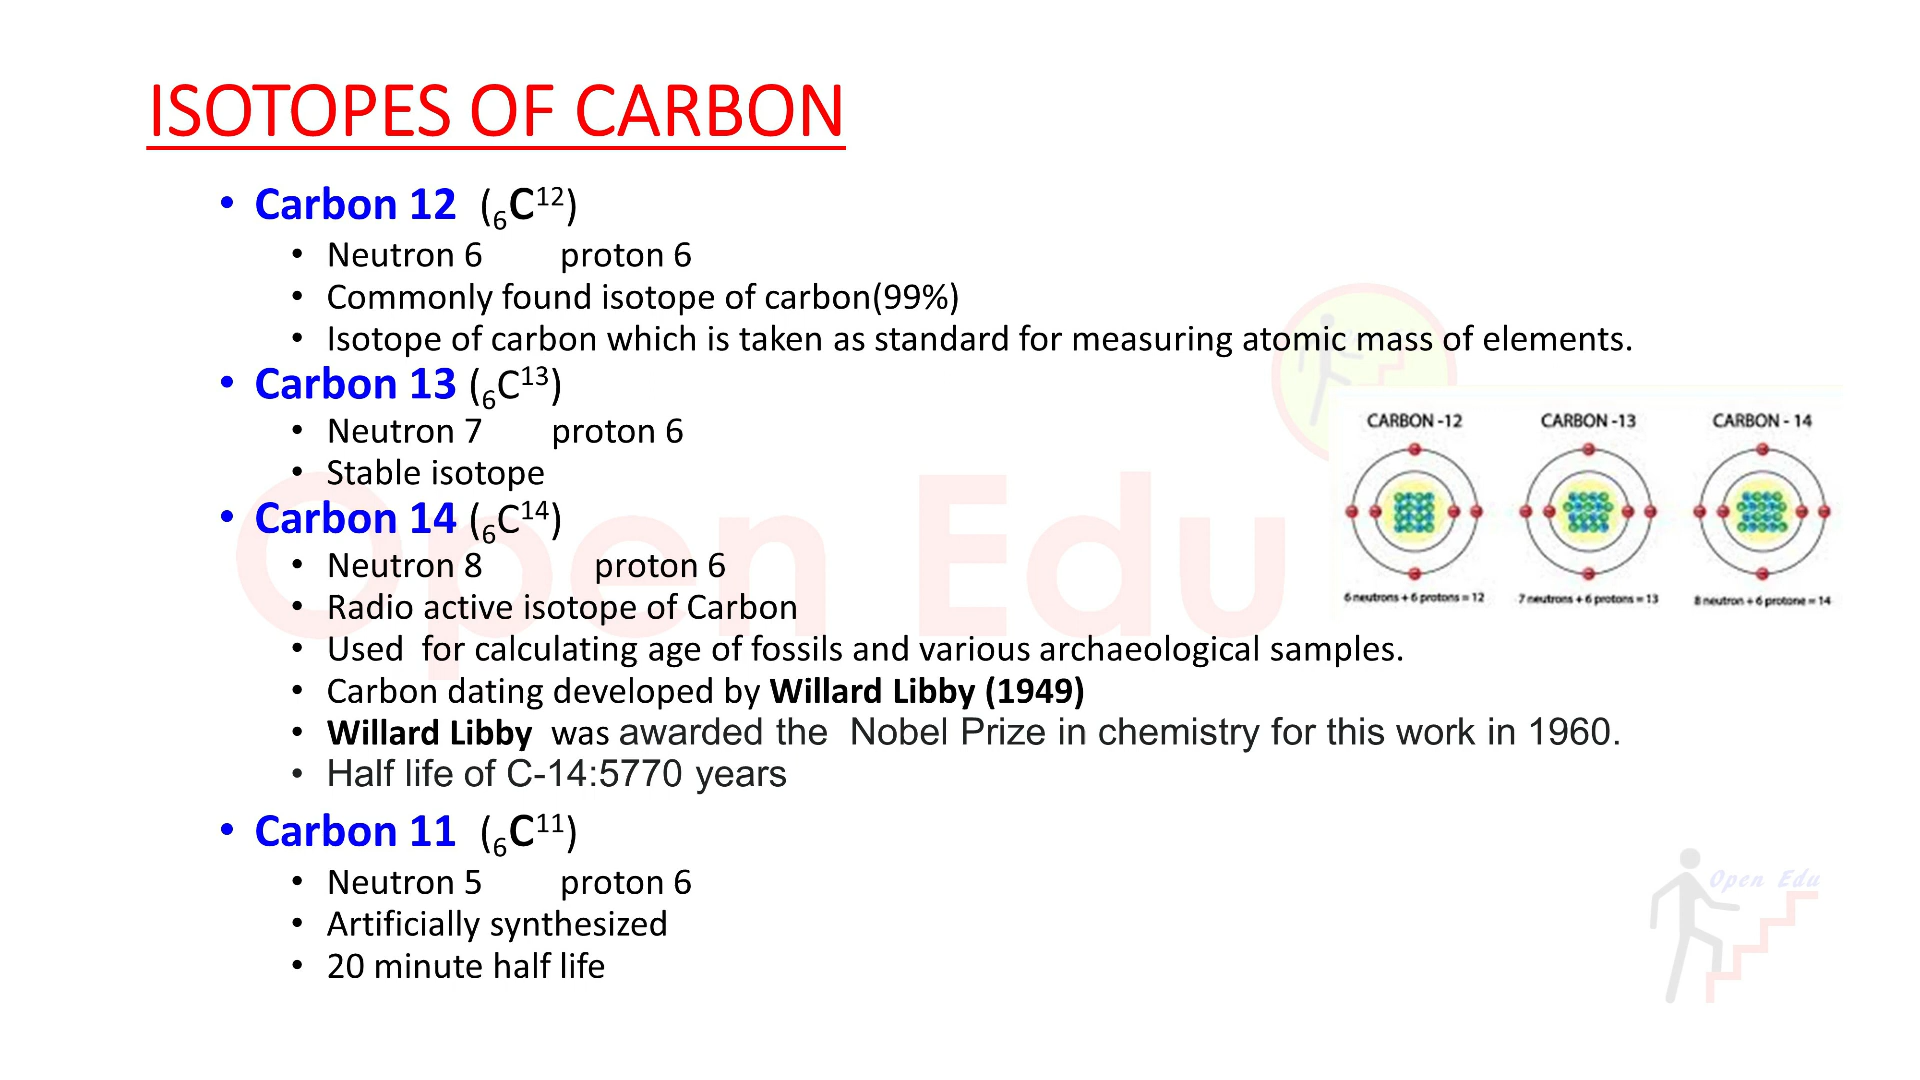 ISOTOPES OF CARBON
• Carbon 12 (₆C¹²)
• Neutron 6 proton 6
• Commonly found isotope of carbon(99%)
• Isotope of carbon which is taken as standard for measuring atomic mass of elements.
• Carbon 13 (₆C¹³)
• Neutron 7 proton 6
• Stable isotope
• Carbon 14 (₆C¹⁴)
• Neutron 8 proton 6
• Radio active isotope of Carbon
• Used for calculating age of fossils and various archaeological samples.
• Carbon dating developed by Willard Libby (1949)
• Willard Libby was awarded the Nobel Prize in chemistry for this work in 1960.
• Half life of C-14:5770 years
• Carbon 11 (₆C¹¹)
• Neutron 5 proton 6
• Artificially synthesized
• 20 minute half life
CARBON -12 CARBON -13 CARBON - 14
6 neutrons + 6 protons = 12 7 neutrons + 6 protons = 13 8 neutron + 6 protone = 14
Open Edu
Open Edu